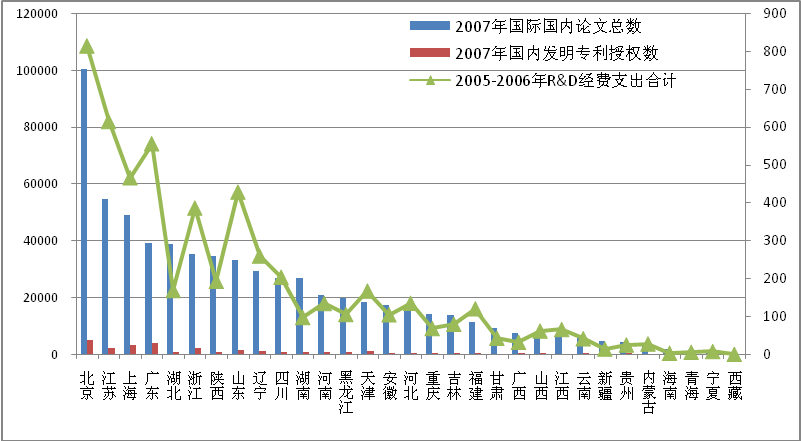 2007年国际国内论文总数
2007年国内发明专利授权数
2005-2006年R&D经费支出合计
120000
100000
80000
60000
40000
20000
0
900
800
700
600
500
400
300
200
100
0
北京
江苏
上海
广东
湖北
浙江
陕西
山东
辽宁
四川
湖南
河南
黑龙江
天津
安徽
河北
重庆
吉林
福建
甘肃
广西
山西
江西
云南
新疆
贵州
内蒙古
海南
青海
宁夏
西藏